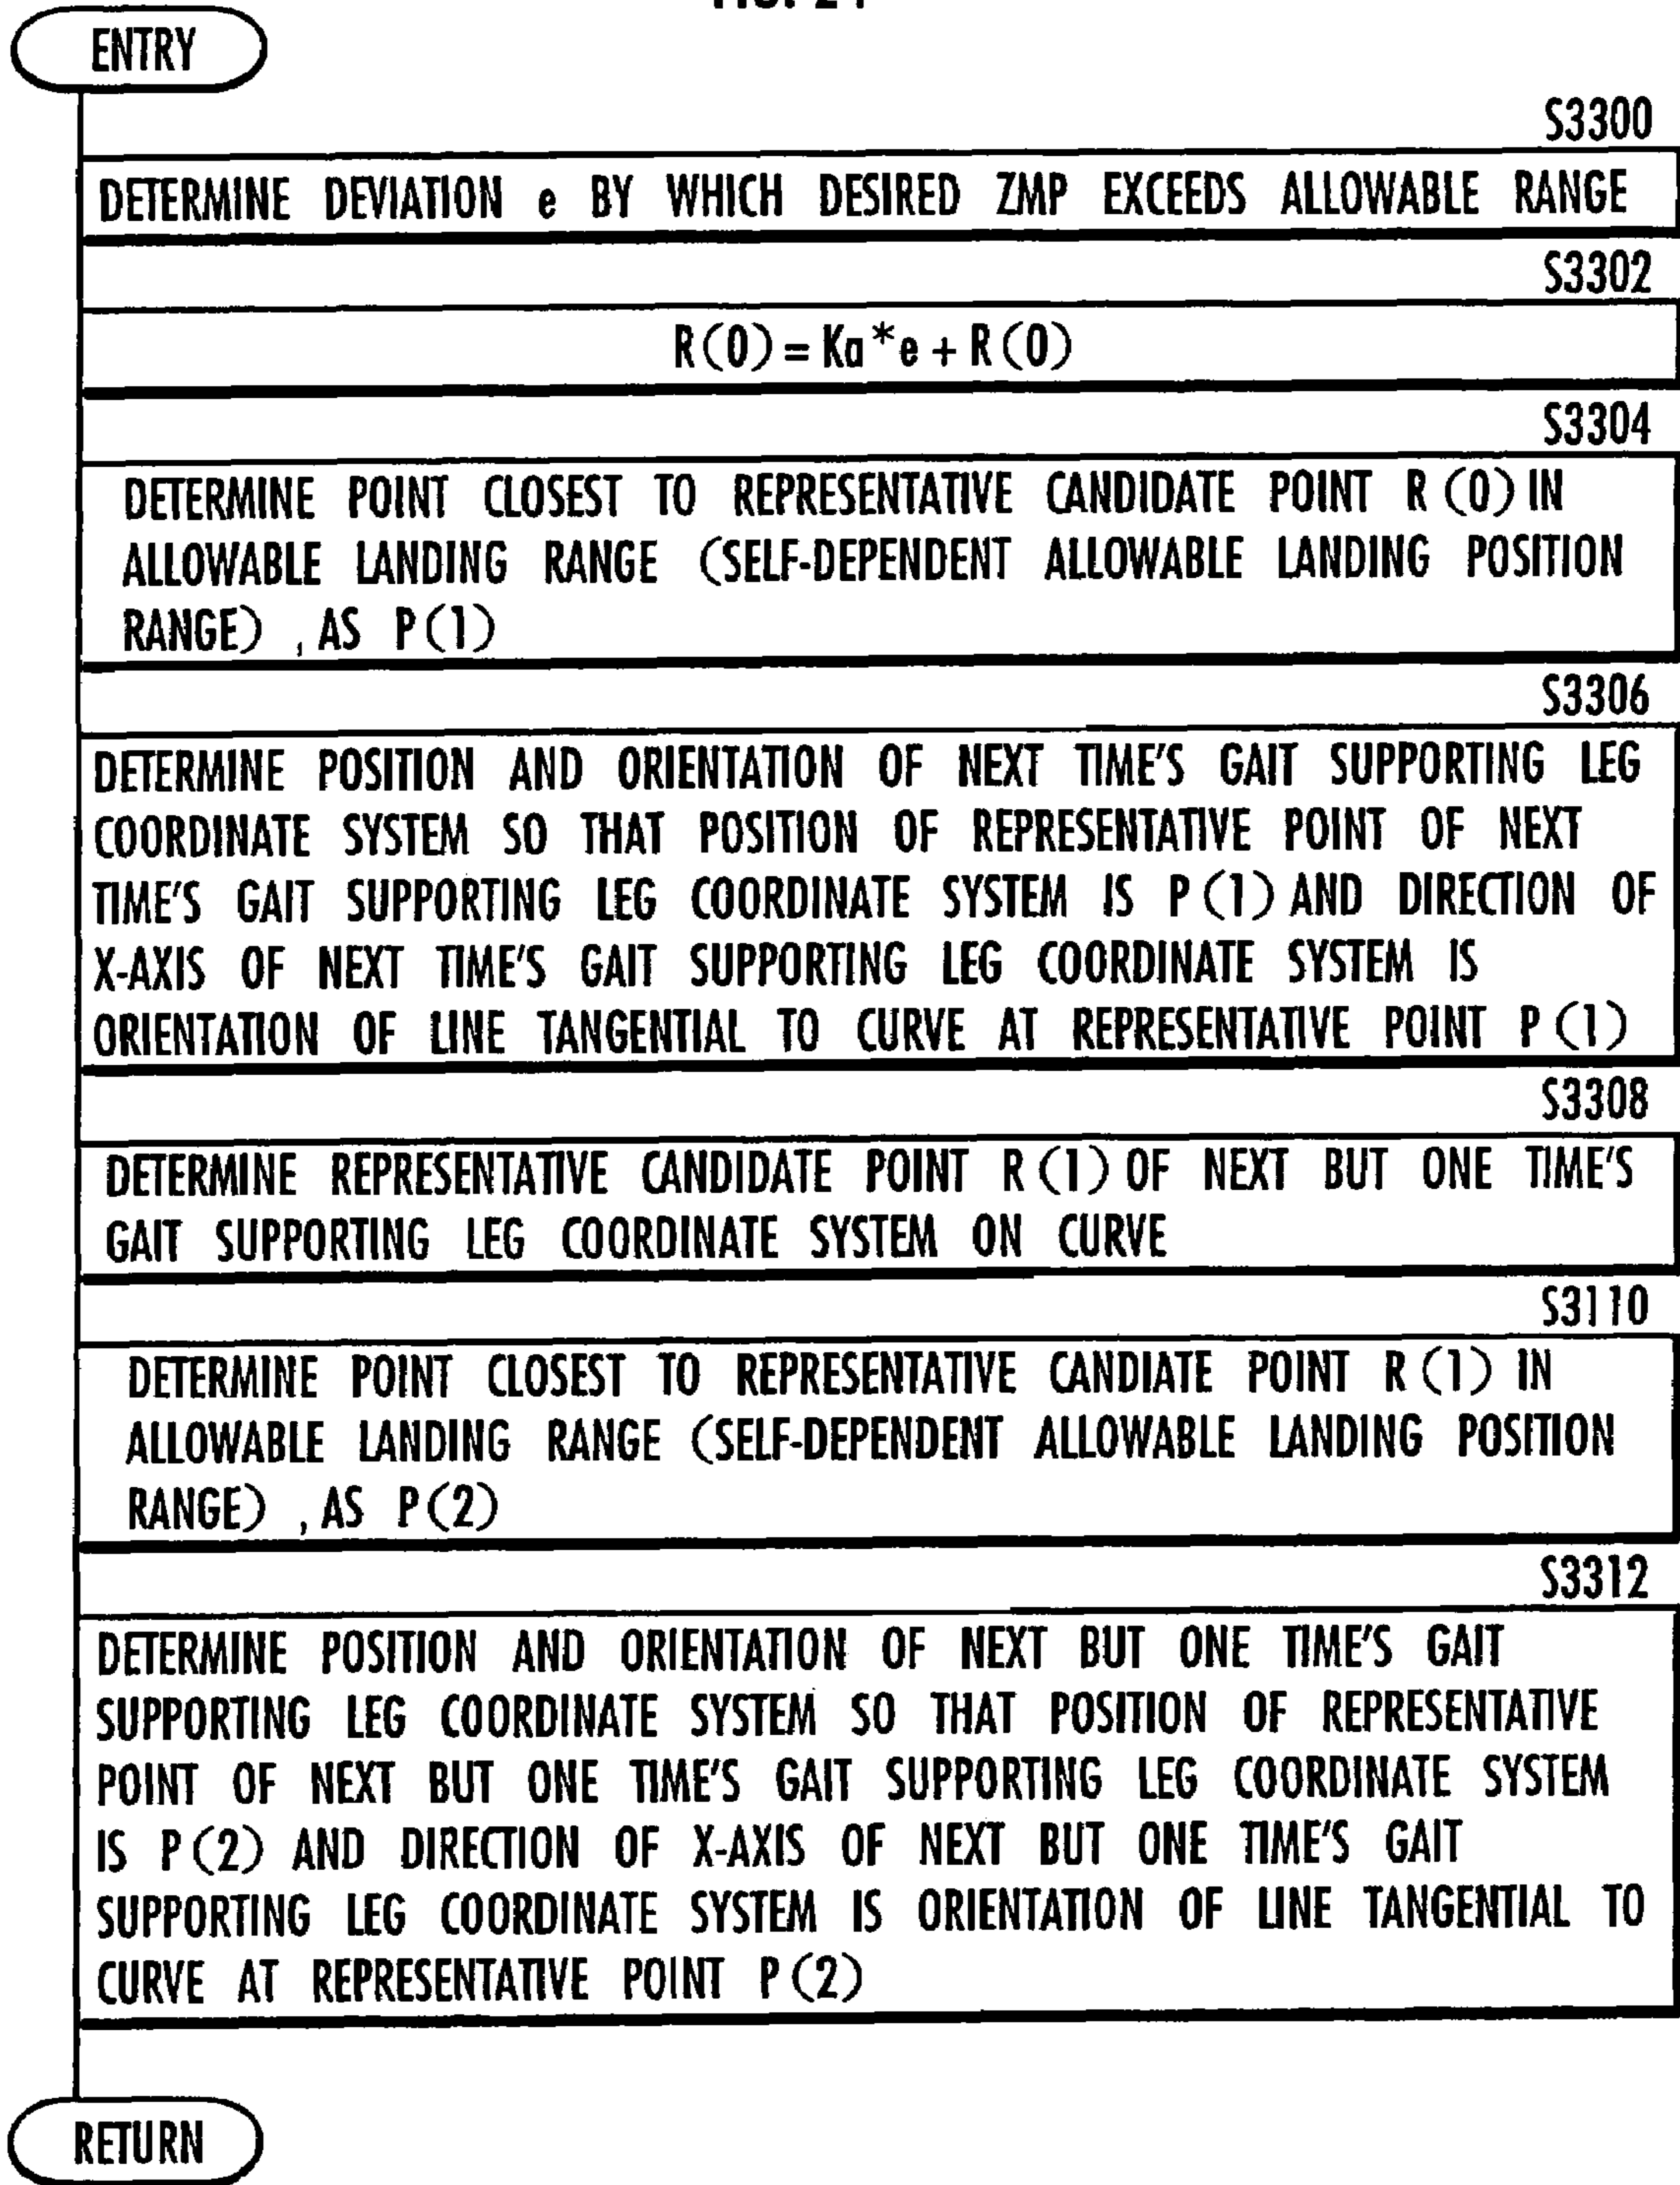 ENTRY
S3300
DETERMINE DEVIATION e BY WHICH DESIRED ZMP EXCEEDS ALLOWABLE RANGE
S3302
R(0) = Ka*e + R(0)
S3304
DETERMINE POINT CLOSEST TO REPRESENTATIVE CANDIDATE POINT R(0) IN
ALLOWABLE LANDING RANGE (SELF-DEPENDENT ALLOWABLE LANDING POSITION
RANGE) , AS P(1)
S3306
DETERMINE POSITION AND ORIENTATION OF NEXT TIME'S GAIT SUPPORTING LEG
COORDINATE SYSTEM SO THAT POSITION OF REPRESENTATIVE POINT OF NEXT
TIME'S GAIT SUPPORTING LEG COORDINATE SYSTEM IS P(1) AND DIRECTION OF
X-AXIS OF NEXT TIME'S GAIT SUPPORTING LEG COORDINATE SYSTEM IS
ORIENTATION OF LINE TANGENTIAL TO CURVE AT REPRESENTATIVE POINT P(1)
S3308
DETERMINE REPRESENTATIVE CANDIDATE POINT R(1) OF NEXT BUT ONE TIME'S
GAIT SUPPORTING LEG COORDINATE SYSTEM ON CURVE
S3110
DETERMINE POINT CLOSEST TO REPRESENTATIVE CANDIATE POINT R(1) IN
ALLOWABLE LANDING RANGE (SELF-DEPENDENT ALLOWABLE LANDING POSITION
RANGE) , AS P(2)
S3312
DETERMINE POSITION AND ORIENTATION OF NEXT BUT ONE TIME'S GAIT
SUPPORTING LEG COORDINATE SYSTEM SO THAT POSITION OF REPRESENTATIVE
POINT OF NEXT BUT ONE TIME'S GAIT SUPPORTING LEG COORDINATE SYSTEM
IS P(2) AND DIRECTION OF X-AXIS OF NEXT BUT ONE TIME'S GAIT
SUPPORTING LEG COORDINATE SYSTEM IS ORIENTATION OF LINE TANGENTIAL TO
CURVE AT REPRESENTATIVE POINT P(2)
RETURN